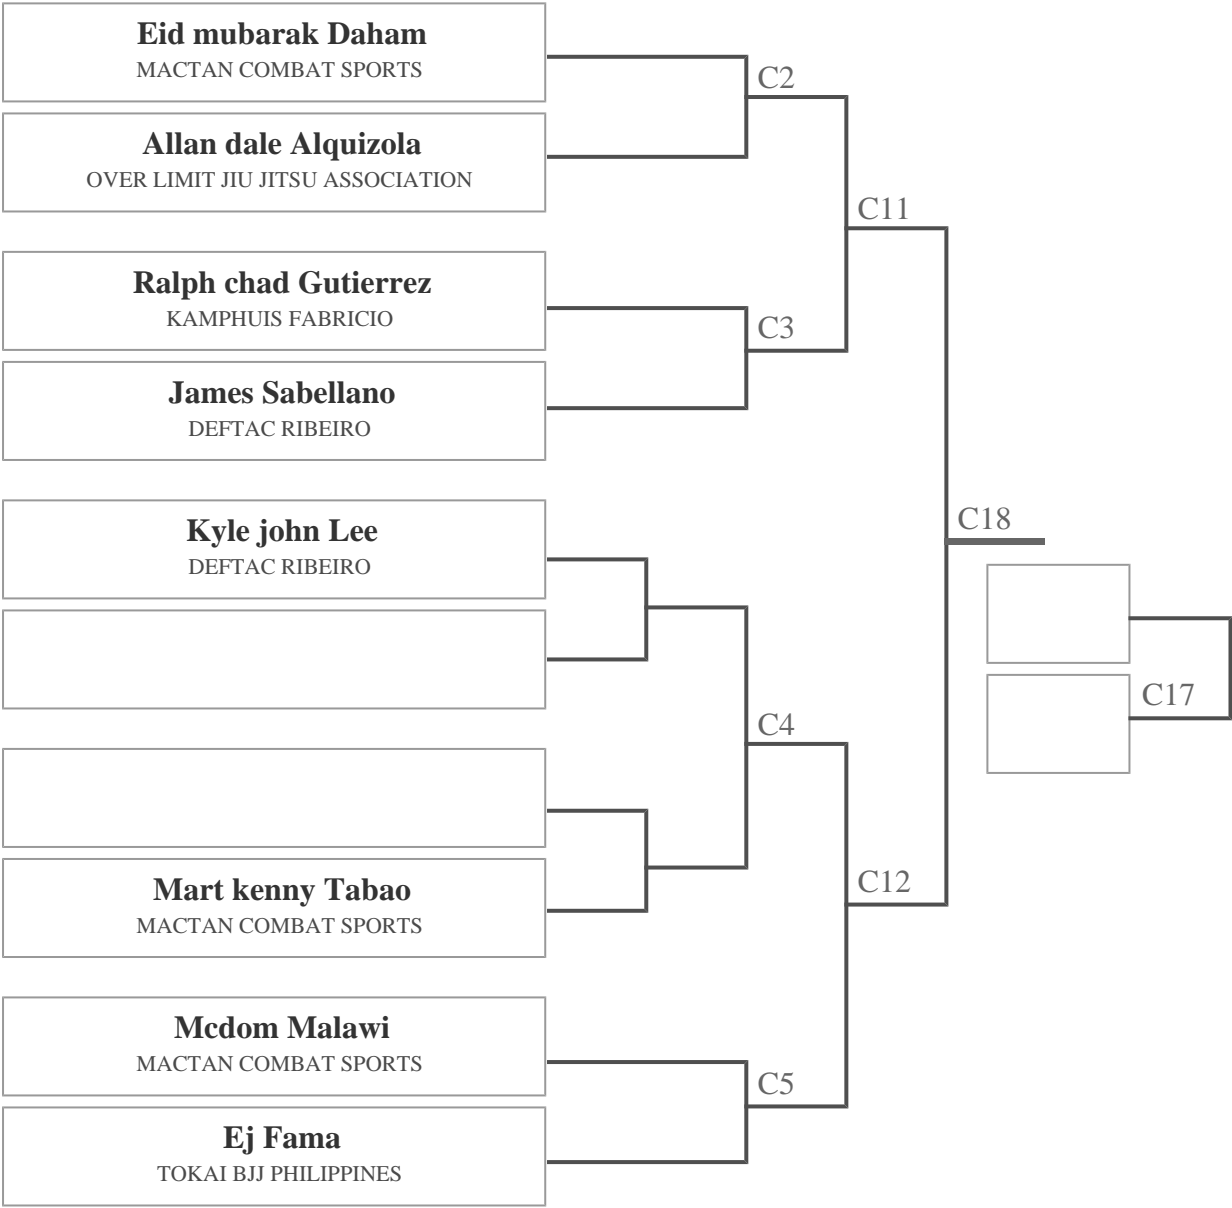 Eid mubarak Daham
MACTAN COMBAT SPORTS
C2
Allan dale Alquizola
OVER LIMIT JIU JITSU ASSOCIATION
C11
Ralph chad Gutierrez
KAMPHUIS FABRICIO
C3
James Sabellano
DEFTAC RIBEIRO
Kyle john Lee
DEFTAC RIBEIRO
C18
C17
C4
Mart kenny Tabao
MACTAN COMBAT SPORTS
C12
Mcdom Malawi
MACTAN COMBAT SPORTS
C5
Ej Fama
TOKAI BJJ PHILIPPINES